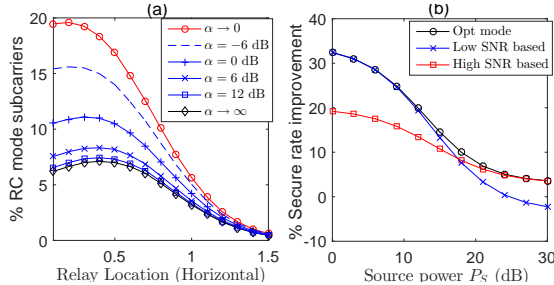 (a)
% RC mode subcarriers
20
15
10
5
0
0.5
1.0
1.5
Relay Location (Horizontal)
α → 0
α = −6 dB
α = 0 dB
α = 6 dB
α = 12 dB
α → ∞
(b)
% Secure rate improvement
40
30
20
10
0
-10
0
10
20
30
Source power P_S (dB)
Opt mode
Low SNR based
High SNR based